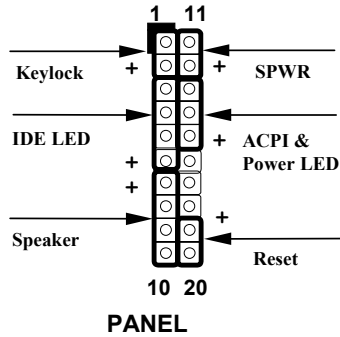 1 11
Keylock + + SPWR
IDE LED + ACPI &
Power LED
+
+
Speaker +
Reset
10 20
PANEL